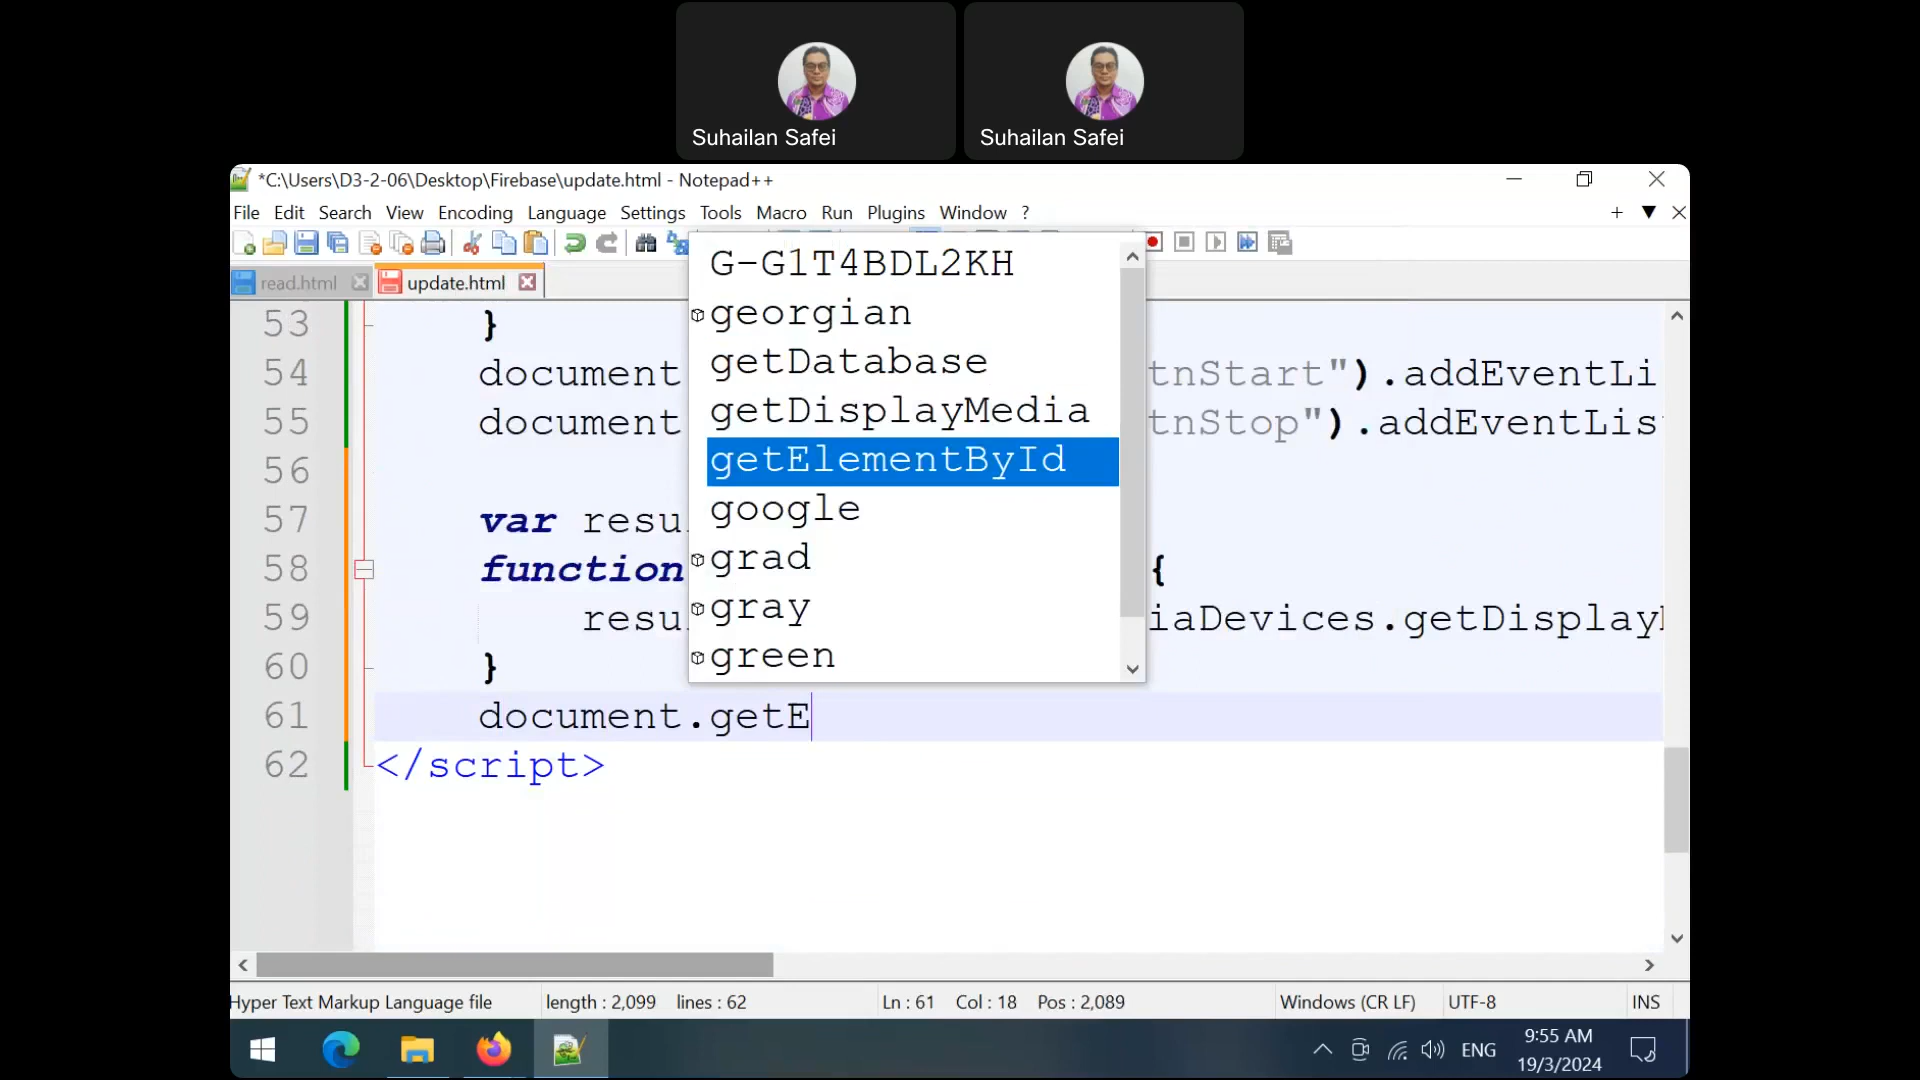 Suhailan Safei
Suhailan Safei
*C:\Users\D3-2-06\Desktop\Firebase\update.html - Notepad++
File Edit Search View Encoding Language Settings Tools Macro Run Plugins Window ?
read.html
update.html
G-G1T4BDL2KH
georgian
getDatabase
getDisplayMedia
getElementById
google
grad
gray
green
53 }
54 document tnStart").addEventLi
55 document tnStop").addEventLis
56
57 var resu
58 function {
59 resu iaDevices.getDisplay
60 }
61 document.getE
62 </script>
Hyper Text Markup Language file length : 2,099 lines : 62 Ln : 61 Col : 18 Pos : 2,089 Windows (CR LF) UTF-8 INS
ENG
9:55 AM
19/3/2024